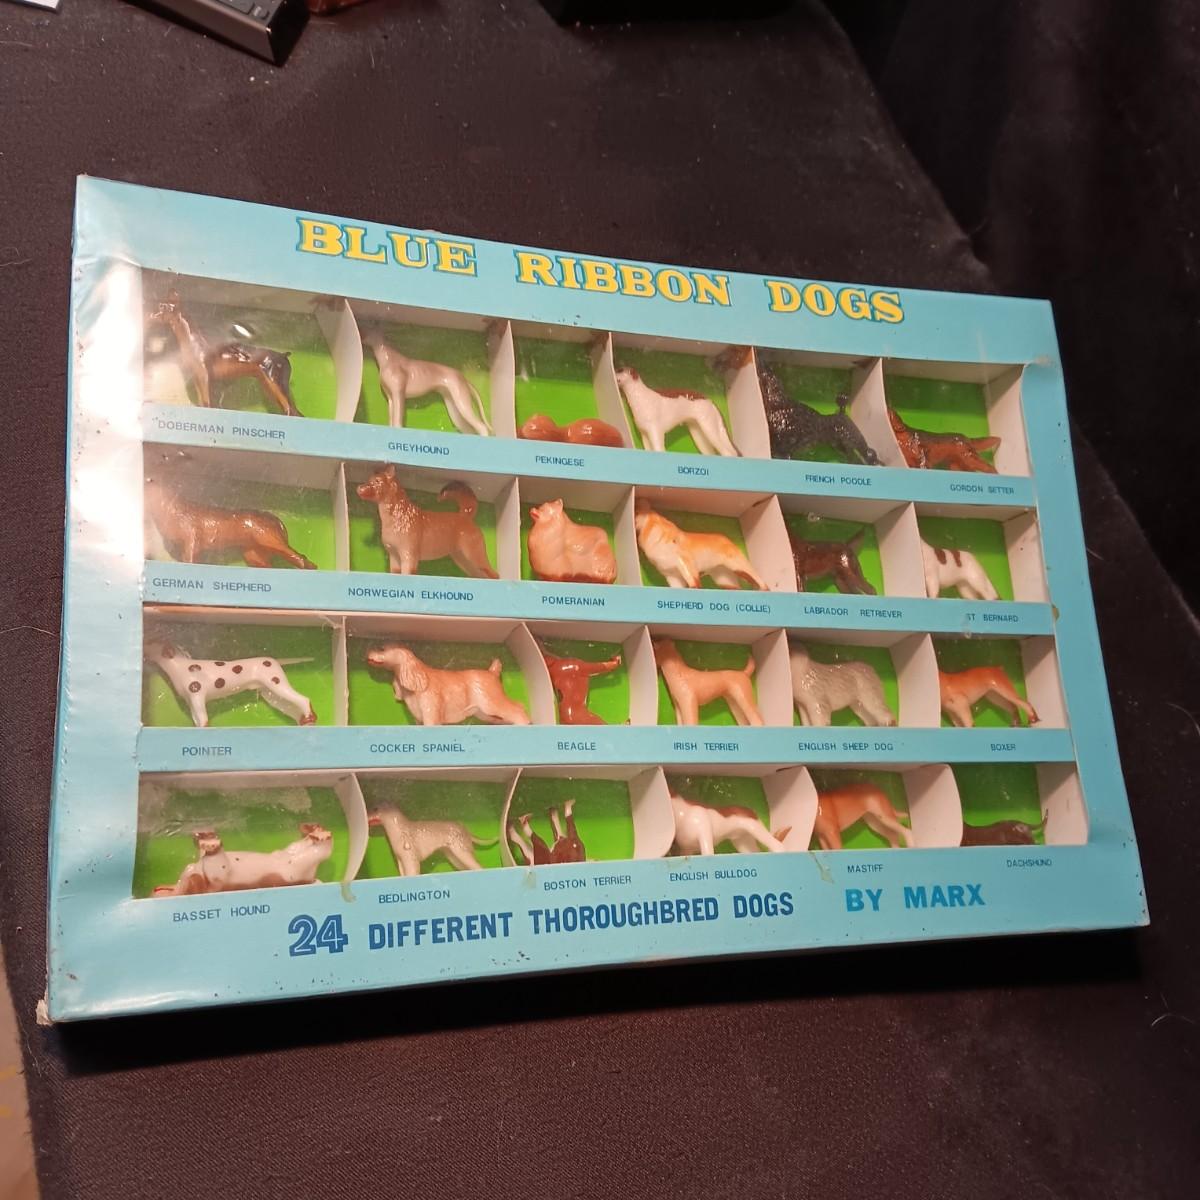 BLUE RIBBON DOGS
DOBERMAN PINSCHER GREYHOUND PEKINGESE BORZOI FRENCH POODLE GORDON SETTER
GERMAN SHEPHERD NORWEGIAN ELKHOUND POMERANIAN SHEPHERD DOG (COLLIE) LABRADOR RETRIEVER ST BERNARD
POINTER COCKER SPANIEL BEAGLE IRISH TERRIER ENGLISH SHEEP DOG BOXER
BASSET HOUND BEDLINGTON BOSTON TERRIER ENGLISH BULLDOG MASTIFF DACHSHUND
24 DIFFERENT THOROUGHBRED DOGS BY MARX